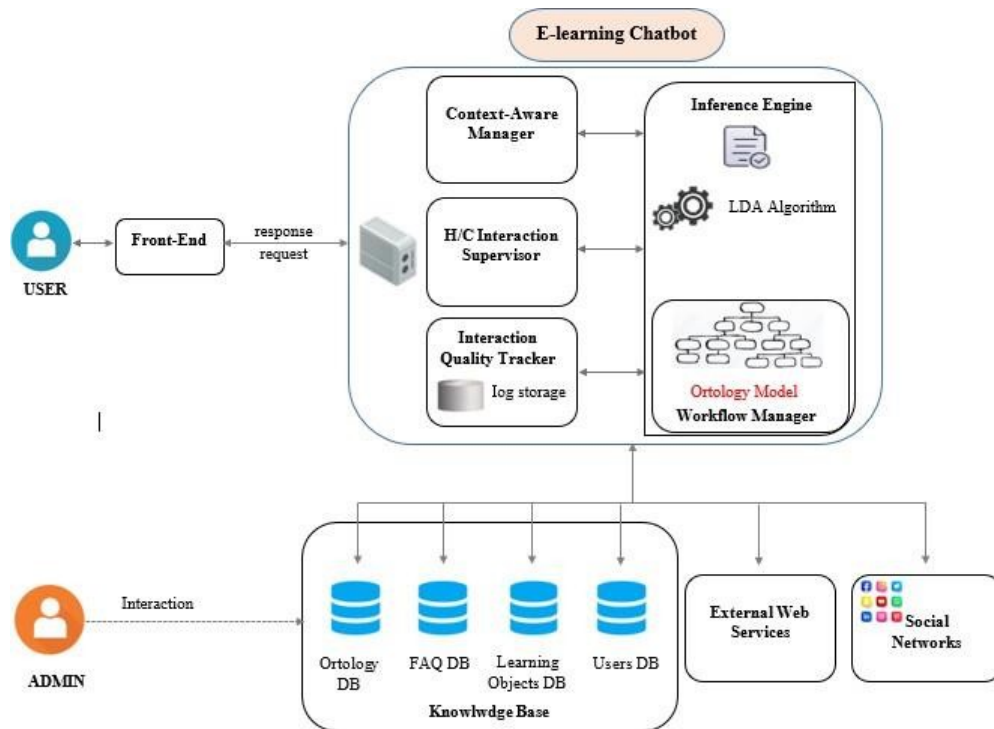 E-learning Chatbot
Context-Aware
Manager
Inference Engine
LDA Algorithm
USER
Front-End
response
request
H/C Interaction
Supervisor
Interaction
Quality Tracker
log storage
Ortology Model
Workflow Manager
ADMIN
Interaction
Ortology
DB
FAQ DB
Learning
Objects DB
Users DB
Knowlwdge Base
External Web
Services
Social
Networks